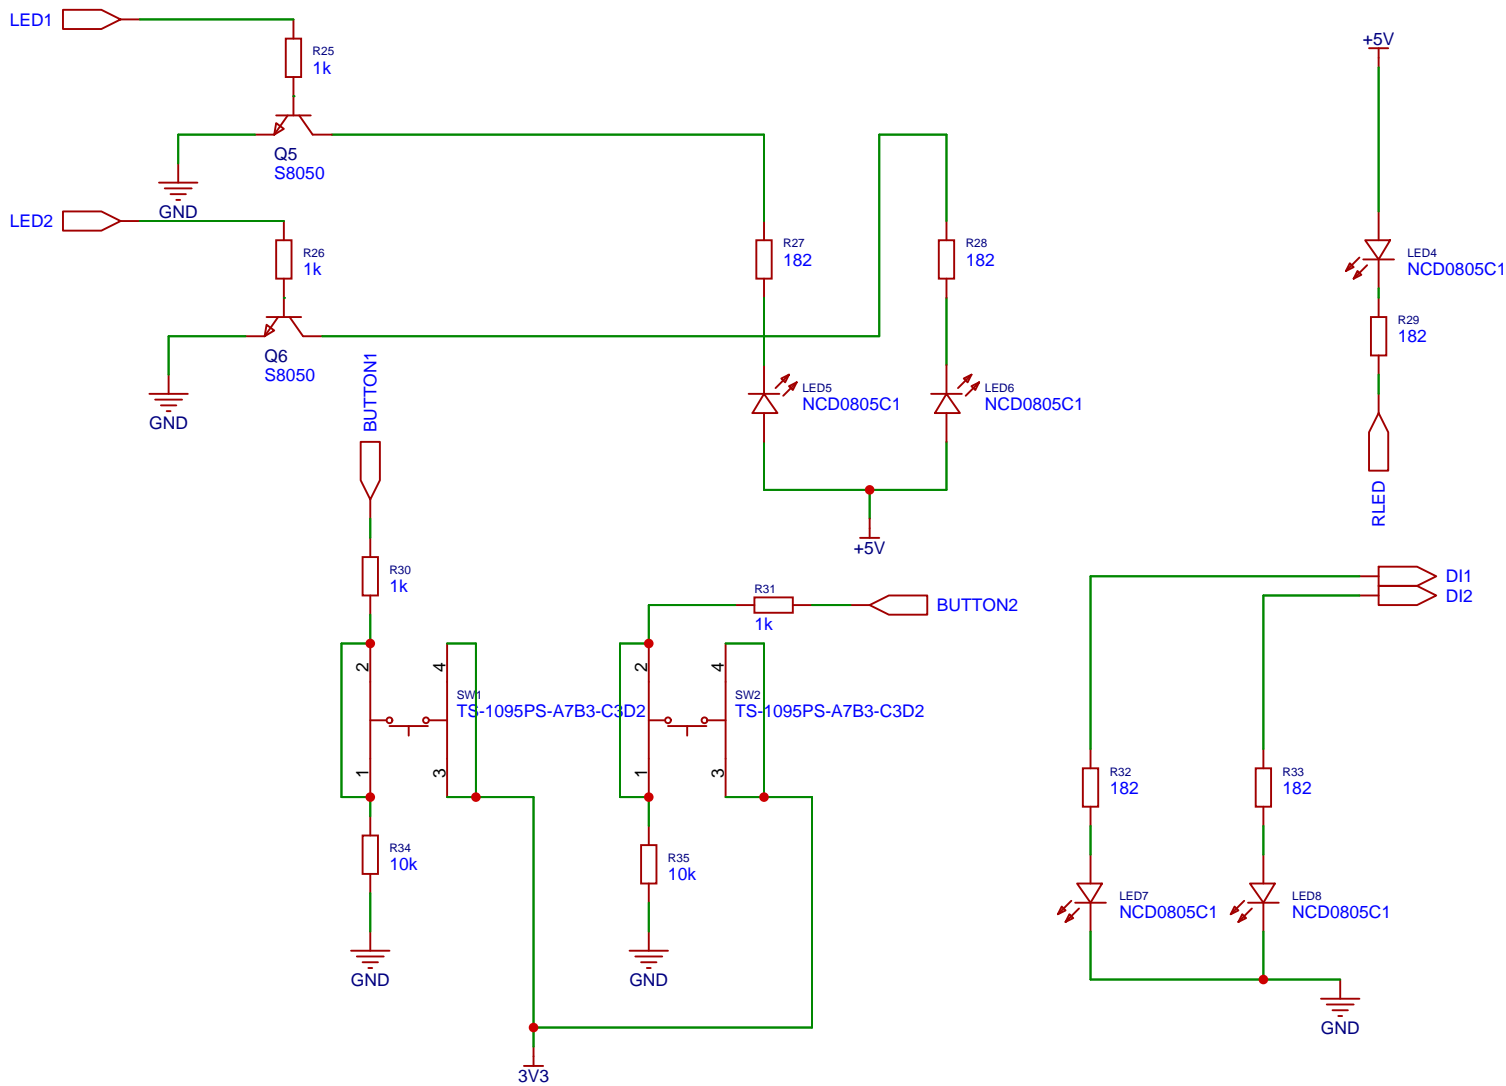 LED1
R25
1k
+5V
Q5
S8050
GND
LED2
R26
1k
R27
182
R28
182
LED4
NCD0805C1
R29
182
Q6
S8050
GND
BUTTON1
LED5
NCD0805C1
LED6
NCD0805C1
RLED
+5V
R30
1k
R31
1k
BUTTON2
DI1
DI2
2
4
SW1
TS-1095PS-A7B3-C3D2
1
3
2
4
SW2
TS-1095PS-A7B3-C3D2
1
3
R32
182
R33
182
R34
10k
R35
10k
LED7
NCD0805C1
LED8
NCD0805C1
GND
GND
GND
3V3